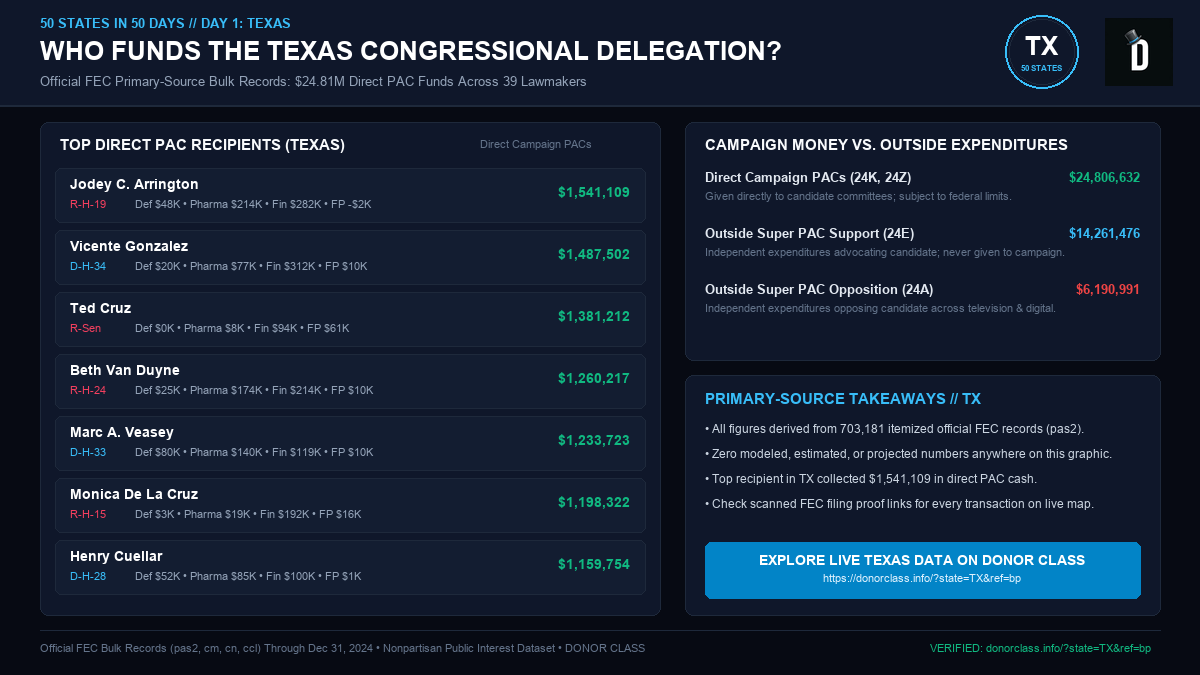 50 STATES IN 50 DAYS // DAY 1: TEXAS
WHO FUNDS THE TEXAS CONGRESSIONAL DELEGATION?
Official FEC Primary-Source Bulk Records: $24.81M Direct PAC Funds Across 39 Lawmakers
TX
50 STATES
D
TOP DIRECT PAC RECIPIENTS (TEXAS)
Direct Campaign PACs
Jodey C. Arrington
$1,541,109
R-H-19 Def $48K • Pharma $214K • Fin $282K • FP -$2K
Vicente Gonzalez
$1,487,502
D-H-34 Def $20K • Pharma $77K • Fin $312K • FP $10K
Ted Cruz
$1,381,212
R-Sen Def $0K • Pharma $8K • Fin $94K • FP $61K
Beth Van Duyne
$1,260,217
R-H-24 Def $25K • Pharma $174K • Fin $214K • FP $10K
Marc A. Veasey
$1,233,723
D-H-33 Def $80K • Pharma $140K • Fin $119K • FP $10K
Monica De La Cruz
$1,198,322
R-H-15 Def $3K • Pharma $19K • Fin $192K • FP $16K
Henry Cuellar
$1,159,754
D-H-28 Def $52K • Pharma $85K • Fin $100K • FP $1K
CAMPAIGN MONEY VS. OUTSIDE EXPENDITURES
Direct Campaign PACs (24K, 24Z) $24,806,632
Given directly to candidate committees; subject to federal limits.
Outside Super PAC Support (24E) $14,261,476
Independent expenditures advocating candidate; never given to campaign.
Outside Super PAC Opposition (24A) $6,190,991
Independent expenditures opposing candidate across television & digital.
PRIMARY-SOURCE TAKEAWAYS // TX
• All figures derived from 703,181 itemized official FEC records (pas2).
• Zero modeled, estimated, or projected numbers anywhere on this graphic.
• Top recipient in TX collected $1,541,109 in direct PAC cash.
• Check scanned FEC filing proof links for every transaction on live map.
EXPLORE LIVE TEXAS DATA ON DONOR CLASS
https://donorclass.info/?state=TX&ref=bp
Official FEC Bulk Records (pas2, cm, cn, ccl) Through Dec 31, 2024 • Nonpartisan Public Interest Dataset • DONOR CLASS
VERIFIED: donorclass.info/?state=TX&ref=bp